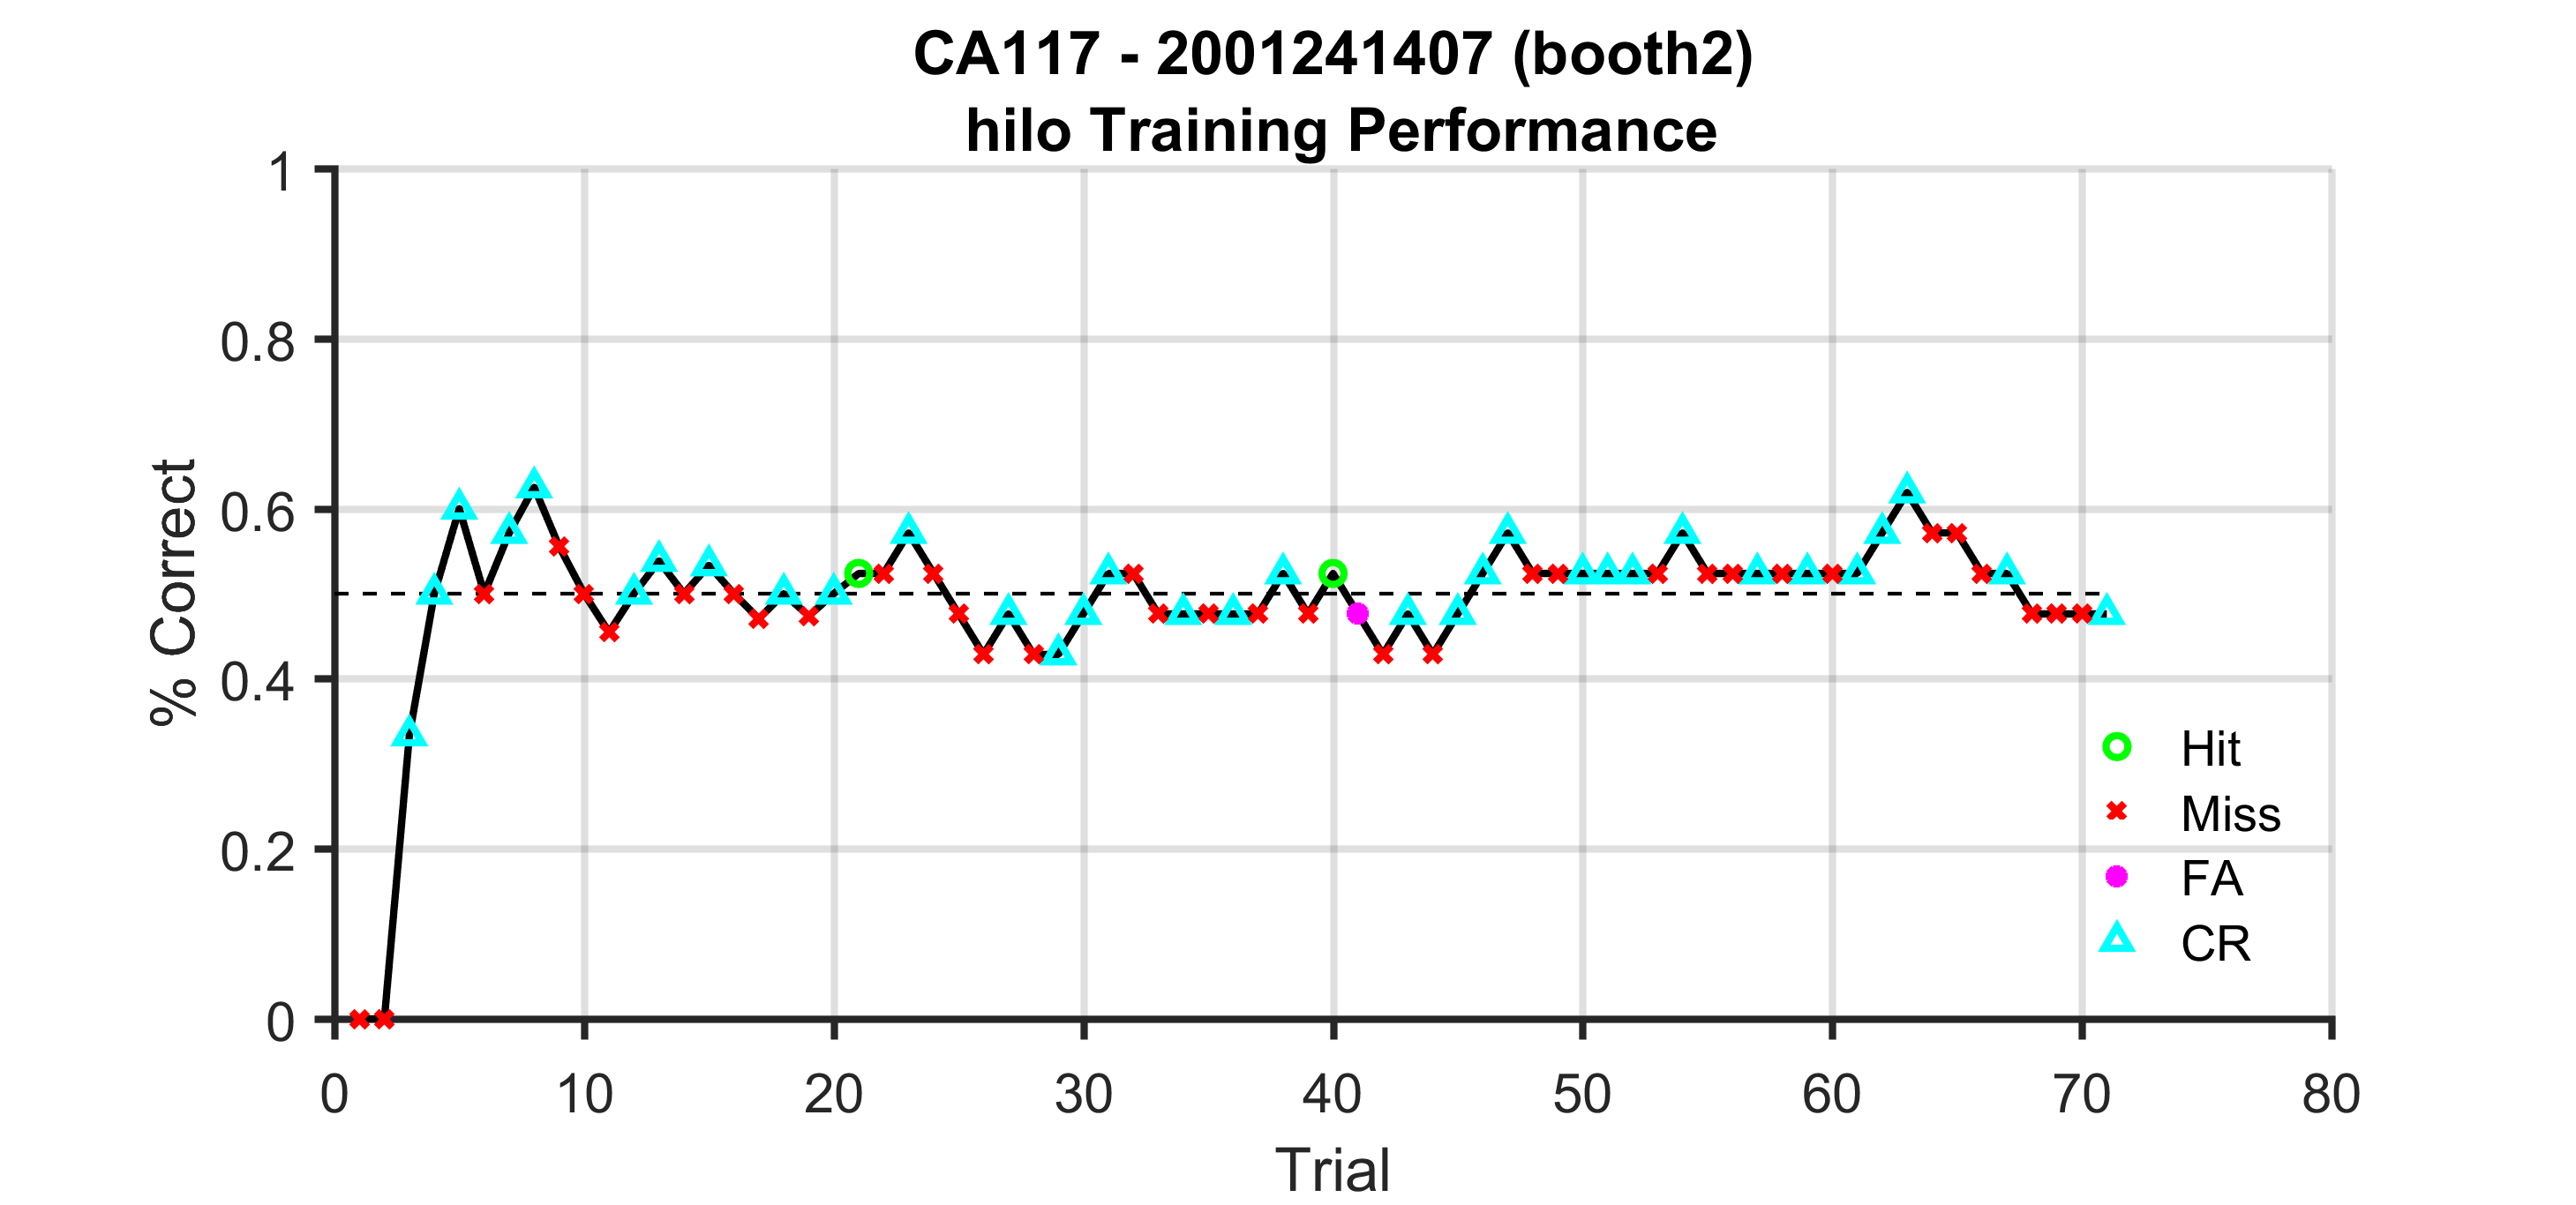 CA117 - 2001241407 (booth2)
hilo Training Performance
% Correct
1
0.8
0.6
0.4
0.2
0
0 10 20 30 40 50 60 70 80
Trial
Hit
Miss
FA
CR